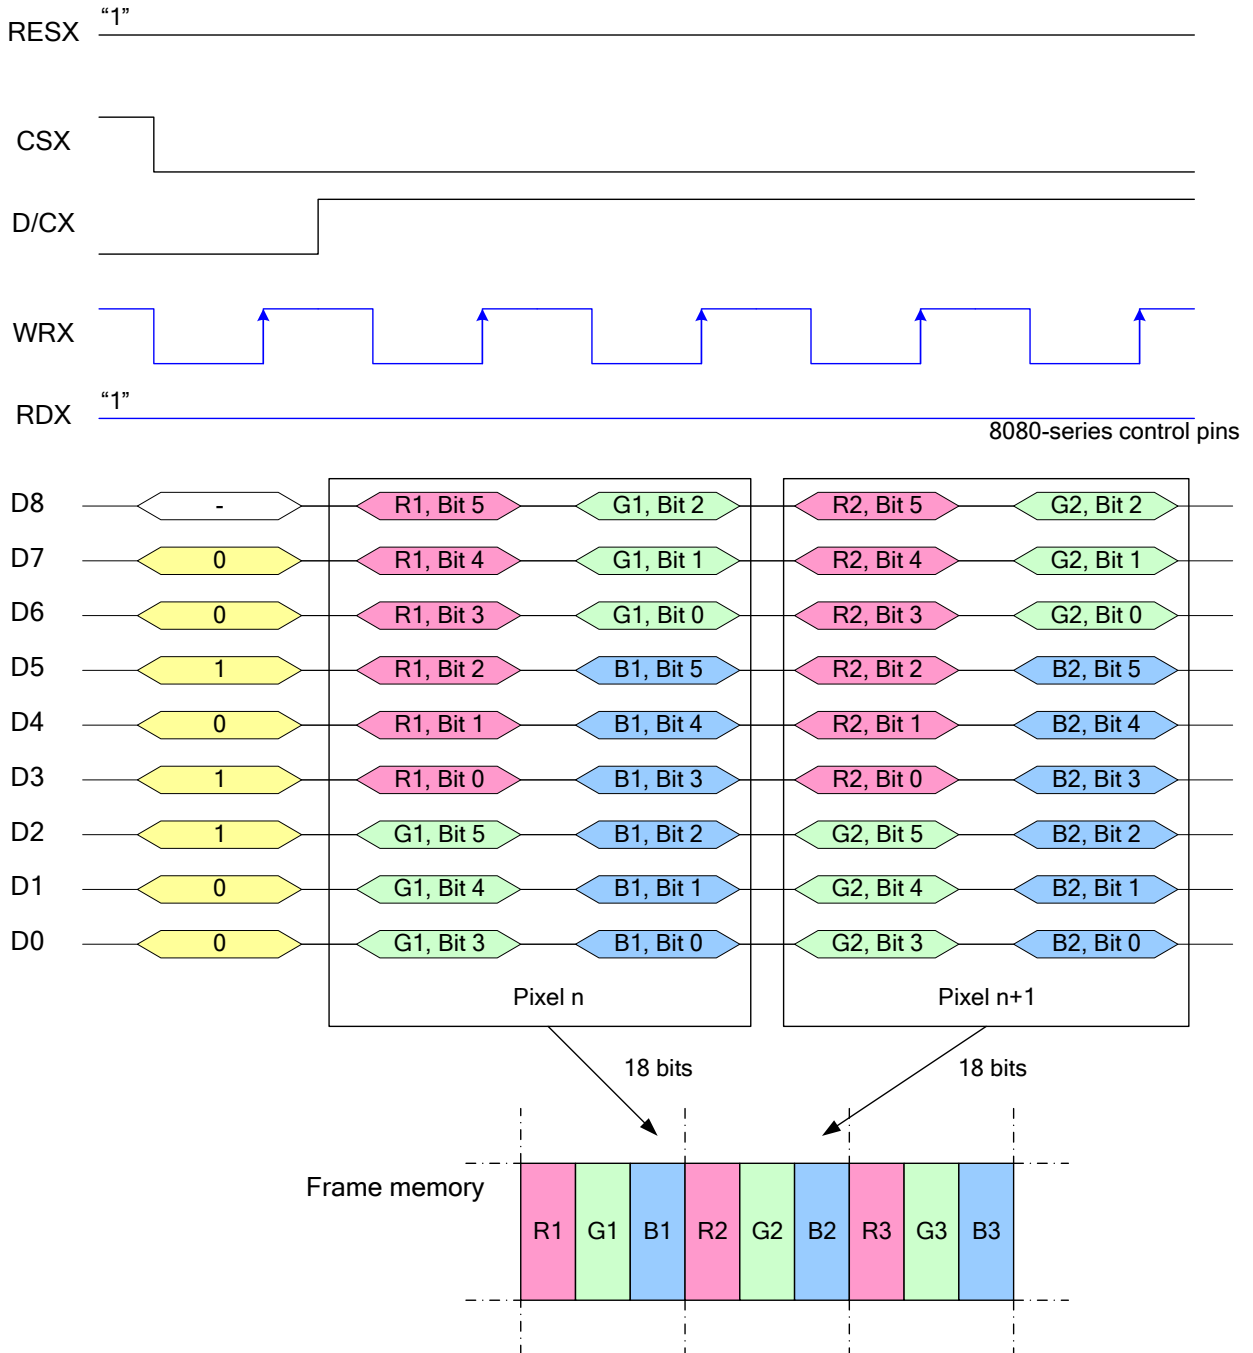 RESX “1”
CSX
D/CX
WRX
RDX “1”
8080-series control pins
D8 - R1, Bit 5 G1, Bit 2 R2, Bit 5 G2, Bit 2
D7 0 R1, Bit 4 G1, Bit 1 R2, Bit 4 G2, Bit 1
D6 0 R1, Bit 3 G1, Bit 0 R2, Bit 3 G2, Bit 0
D5 1 R1, Bit 2 B1, Bit 5 R2, Bit 2 B2, Bit 5
D4 0 R1, Bit 1 B1, Bit 4 R2, Bit 1 B2, Bit 4
D3 1 R1, Bit 0 B1, Bit 3 R2, Bit 0 B2, Bit 3
D2 1 G1, Bit 5 B1, Bit 2 G2, Bit 5 B2, Bit 2
D1 0 G1, Bit 4 B1, Bit 1 G2, Bit 4 B2, Bit 1
D0 0 G1, Bit 3 B1, Bit 0 G2, Bit 3 B2, Bit 0
Pixel n Pixel n+1
18 bits 18 bits
Frame memory
R1 G1 B1 R2 G2 B2 R3 G3 B3